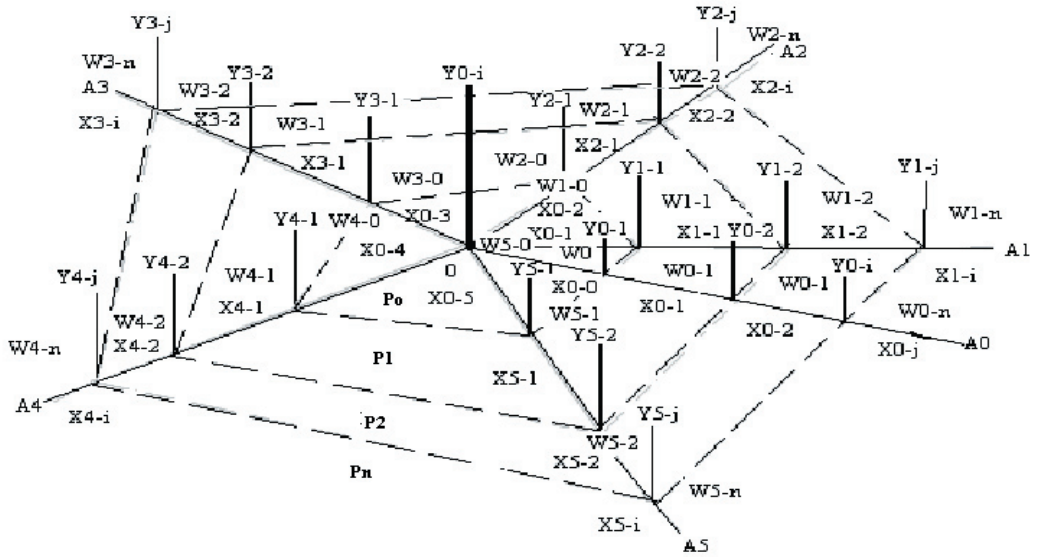 Y3-j
Y2-j
W2-n
A2
W3-n
A3
W3-2
Y3-2
Y0-i
Y2-2
W2-2
X2-i
X3-i
X3-2
W3-1
Y3-1
Y2-1
W2-1
X2-2
X3-1
W3-0
W2-0
X2-1
Y1-1
Y1-2
Y1-j
Y4-1
W4-0
X0-3
W1-0
X0-2
W1-1
W1-2
W1-n
X0-4
W5-0
X0-1
Y0-1
X1-1
Y0-2
X1-2
A1
Y4-j
Y4-2
W4-1
0
X0-5
Y5-1
W0
X0-0
W0-1
W0-1
Y0-i
X1-i
X4-1
Po
W5-1
X0-1
W0-n
W4-n
W4-2
X4-2
P1
Y5-2
X0-2
X0-j
A0
X5-1
A4
X4-i
P2
Y5-j
W5-2
X5-2
Pn
W5-n
X5-i
A5